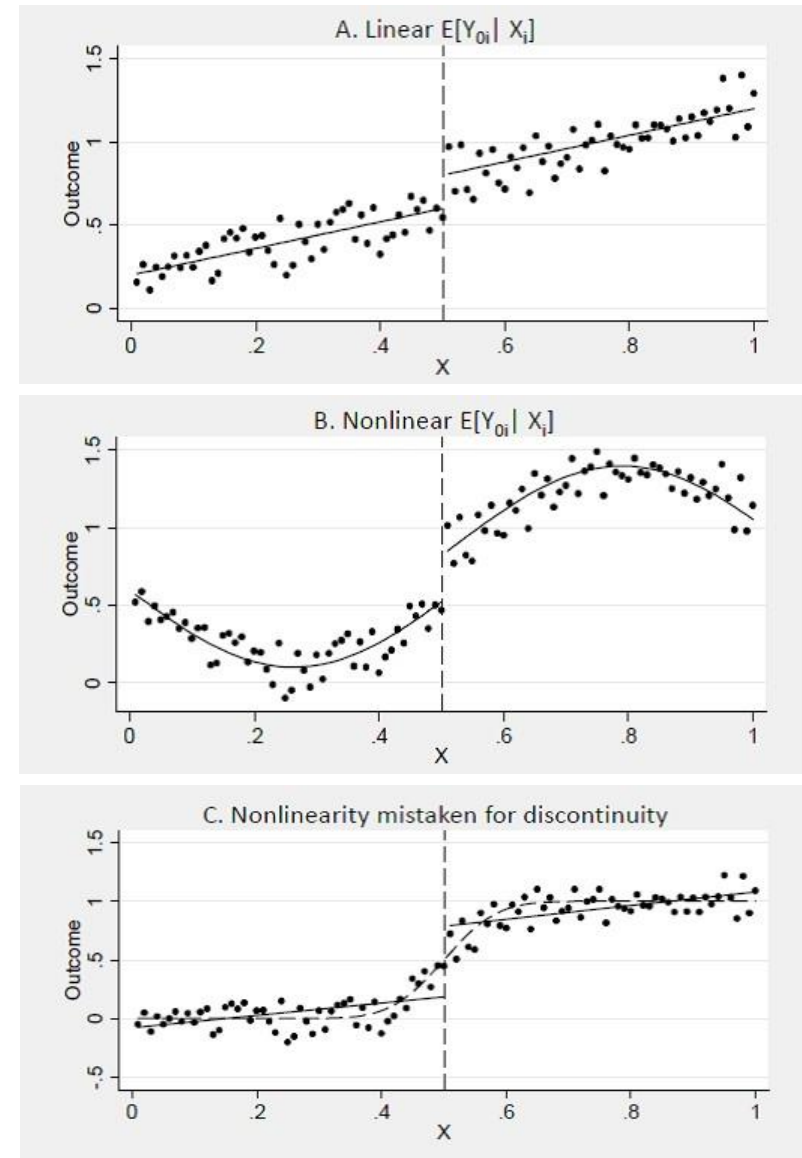 A. Linear E[Y0i| Xi]
1.5
1
.5
0
Outcome
0 .2 .4 .6 .8 1
X
B. Nonlinear E[Y0i| Xi]
1.5
1
.5
0
Outcome
0 .2 .4 .6 .8 1
X
C. Nonlinearity mistaken for discontinuity
1.5
1
.5
0
-.5
Outcome
0 .2 .4 .6 .8 1
X